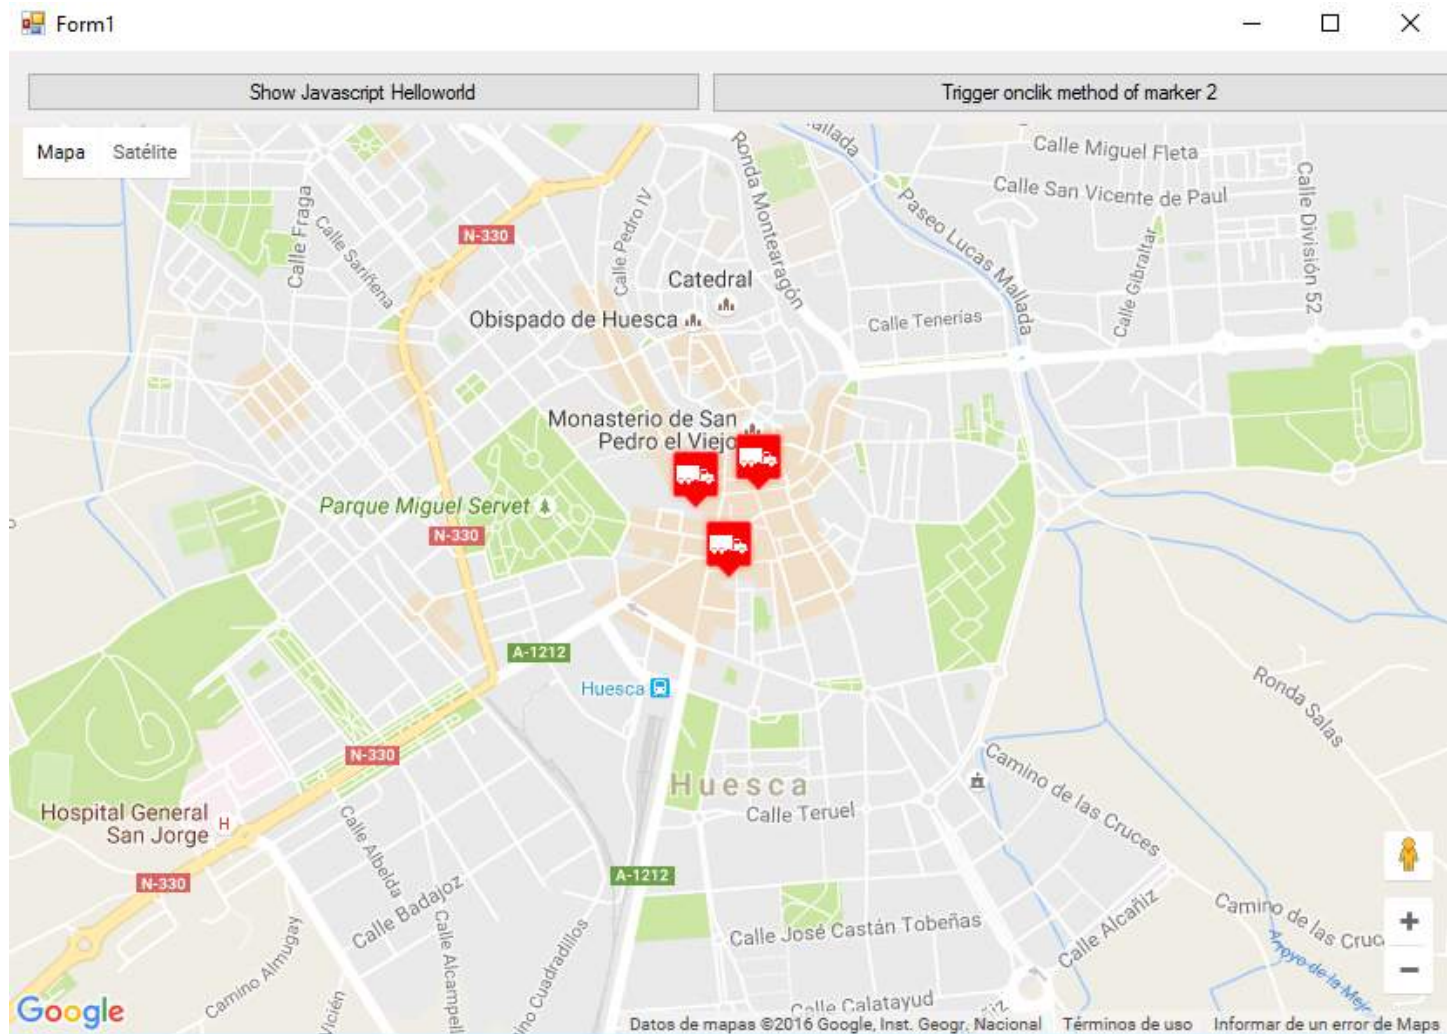 Form1
Show Javascript Helloworld
Trigger onclik method of marker 2
Mapa
Satélite
Calle Miguel Fleta
Calle San Vicente de Paul
Calle División 52
Calle Gibraltar
Paseo Lucas Mallada
Ronda Montearagón
Calle Pedro IV
Calle Fraga
Calle Sariñena
N-330
Catedral
Obispado de Huesca
Calle Tenerías
Monasterio de San
Pedro el Viejo
Parque Miguel Servet
N-330
A-1212
Huesca
Ronda Salas
N-330
Huesca
Calle Teruel
Camino de las Cruces
Hospital General
San Jorge
H
Calle Albelda
A-1212
N-330
Calle Badajoz
Calle Alcampell
Camino Almugay
Calle José Castán Tobeñas
Calle Alcañiz
Camino de las Cruc
Calle Calatayud
Google
Datos de mapas ©2016 Google, Inst. Geogr. Nacional
Términos de uso
Informar de un error de Maps